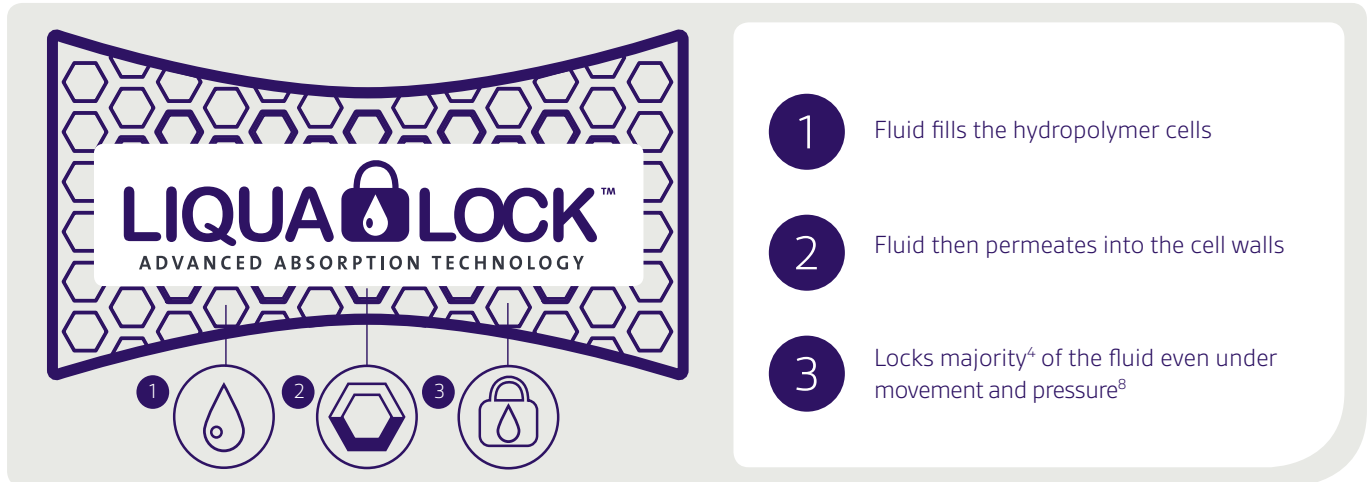 LIQUA LOCK™
ADVANCED ABSORPTION TECHNOLOGY
1
2
3
1
Fluid fills the hydropolymer cells
2
Fluid then permeates into the cell walls
3
Locks majority⁴ of the fluid even under
movement and pressure⁸